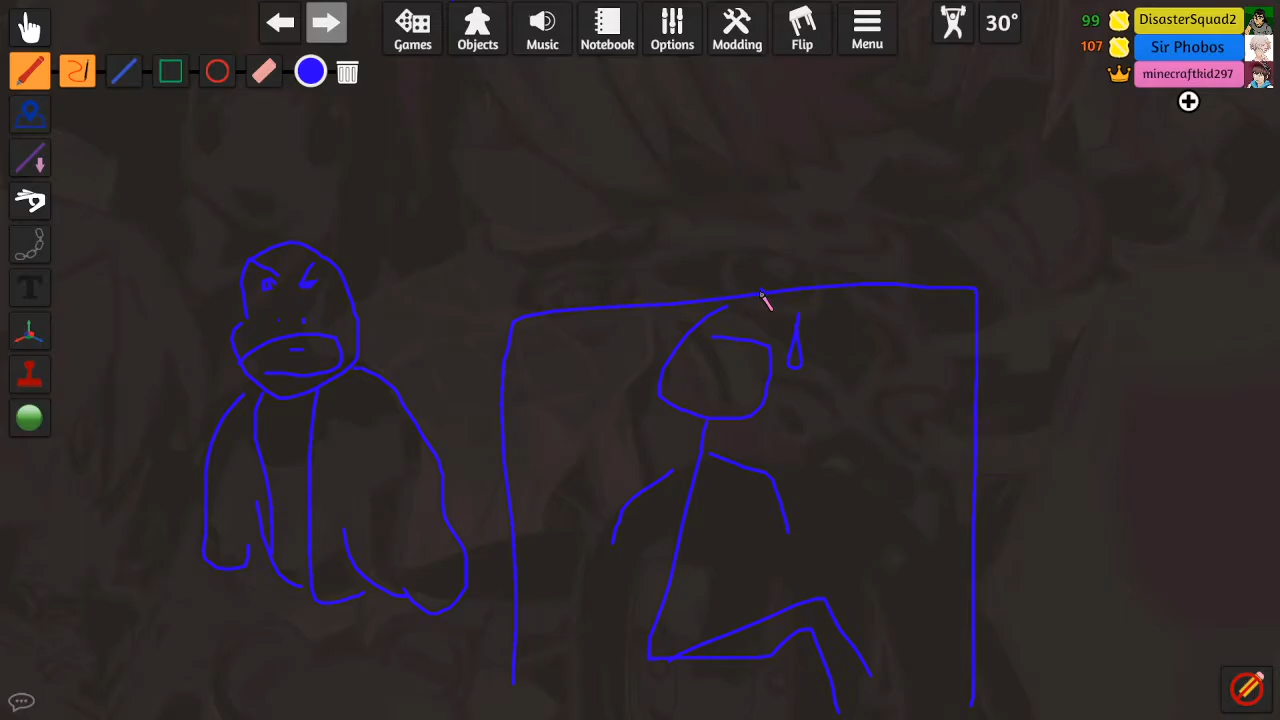 Games Objects Music Notebook Options Modding Flip Menu 30°
99 DisasterSquad2
107 Sir Phobos
minecraftkid297
T